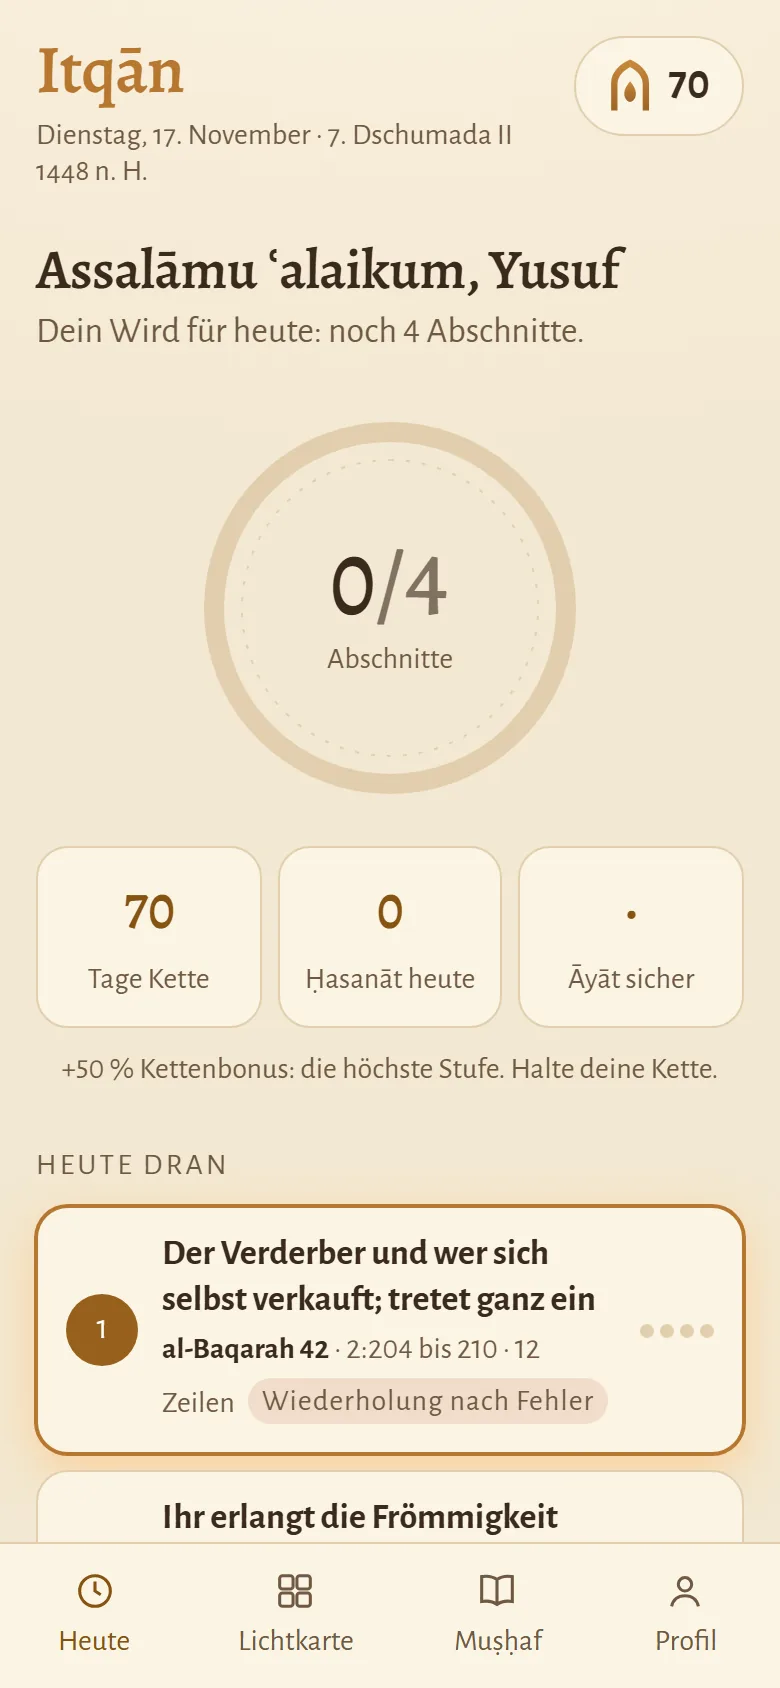 Itqān
70
Dienstag, 17. November · 7. Dschumada II
1448 n. H.
Assalāmu ʿalaikum, Yusuf
Dein Wird für heute: noch 4 Abschnitte.
0/4
Abschnitte
70
Tage Kette
0
Ḥasanāt heute
·
Āyāt sicher
+50 % Kettenbonus: die höchste Stufe. Halte deine Kette.
HEUTE DRAN
1
Der Verderber und wer sich
selbst verkauft; tretet ganz ein
al-Baqarah 42 · 2:204 bis 210 · 12
Zeilen Wiederholung nach Fehler
Ihr erlangt die Frömmigkeit
Heute
Lichtkarte
Muṣḥaf
Profil